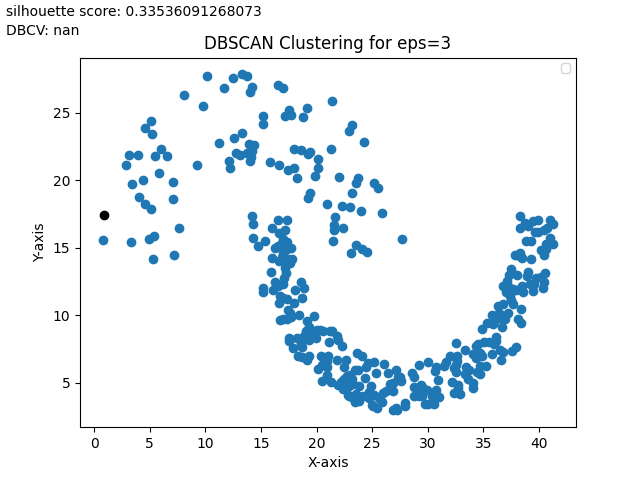 silhouette score: 0.33536091268073
DBCV: nan
DBSCAN Clustering for eps=3
25
20
15
10
5
Y-axis
0 5 10 15 20 25 30 35 40
X-axis